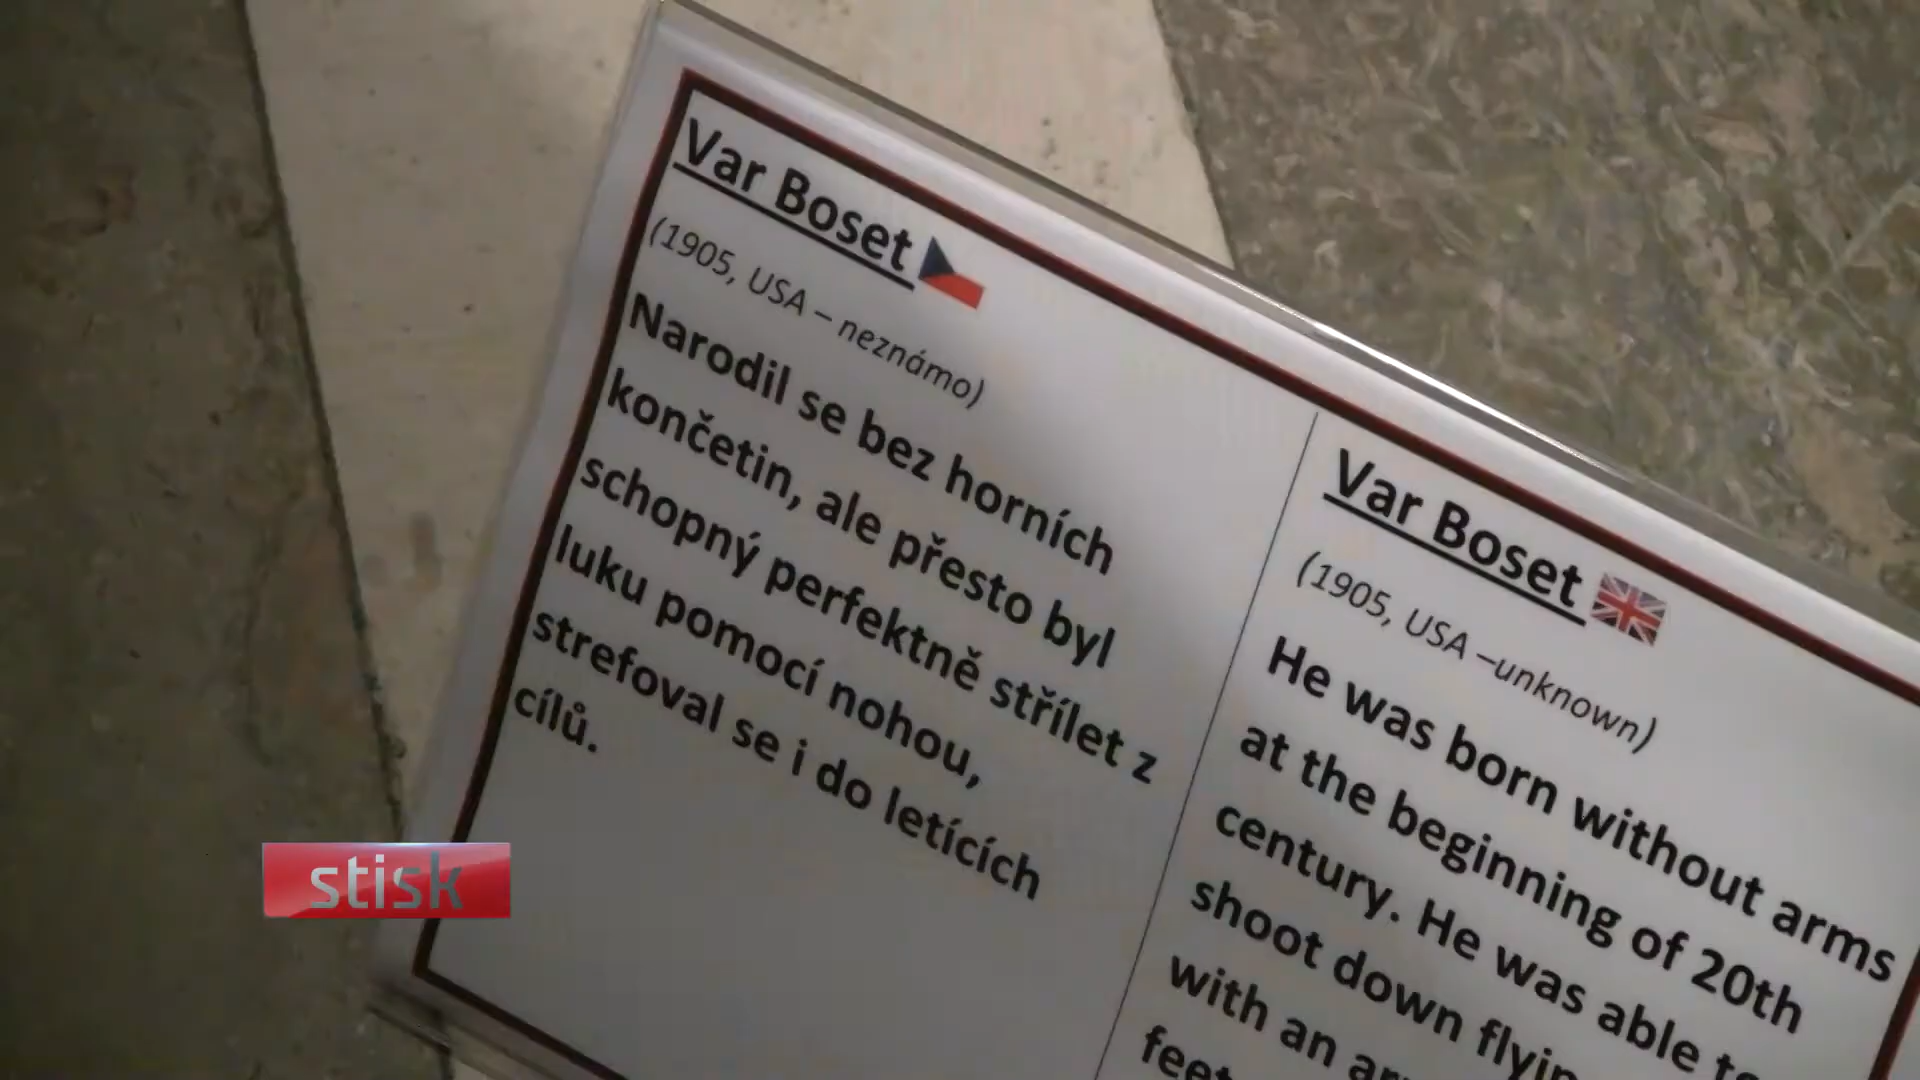 Var Boset
(1905, USA – neznámo)
Narodil se bez horních
končetin, ale přesto byl
schopný perfektně střílet z
luku pomocí nohou,
strefoval se i do letících
cílů.
Var Boset
(1905, USA –unknown)
He was born without arms
at the beginning of 20th
century. He was able
shoot down
with an
stisk